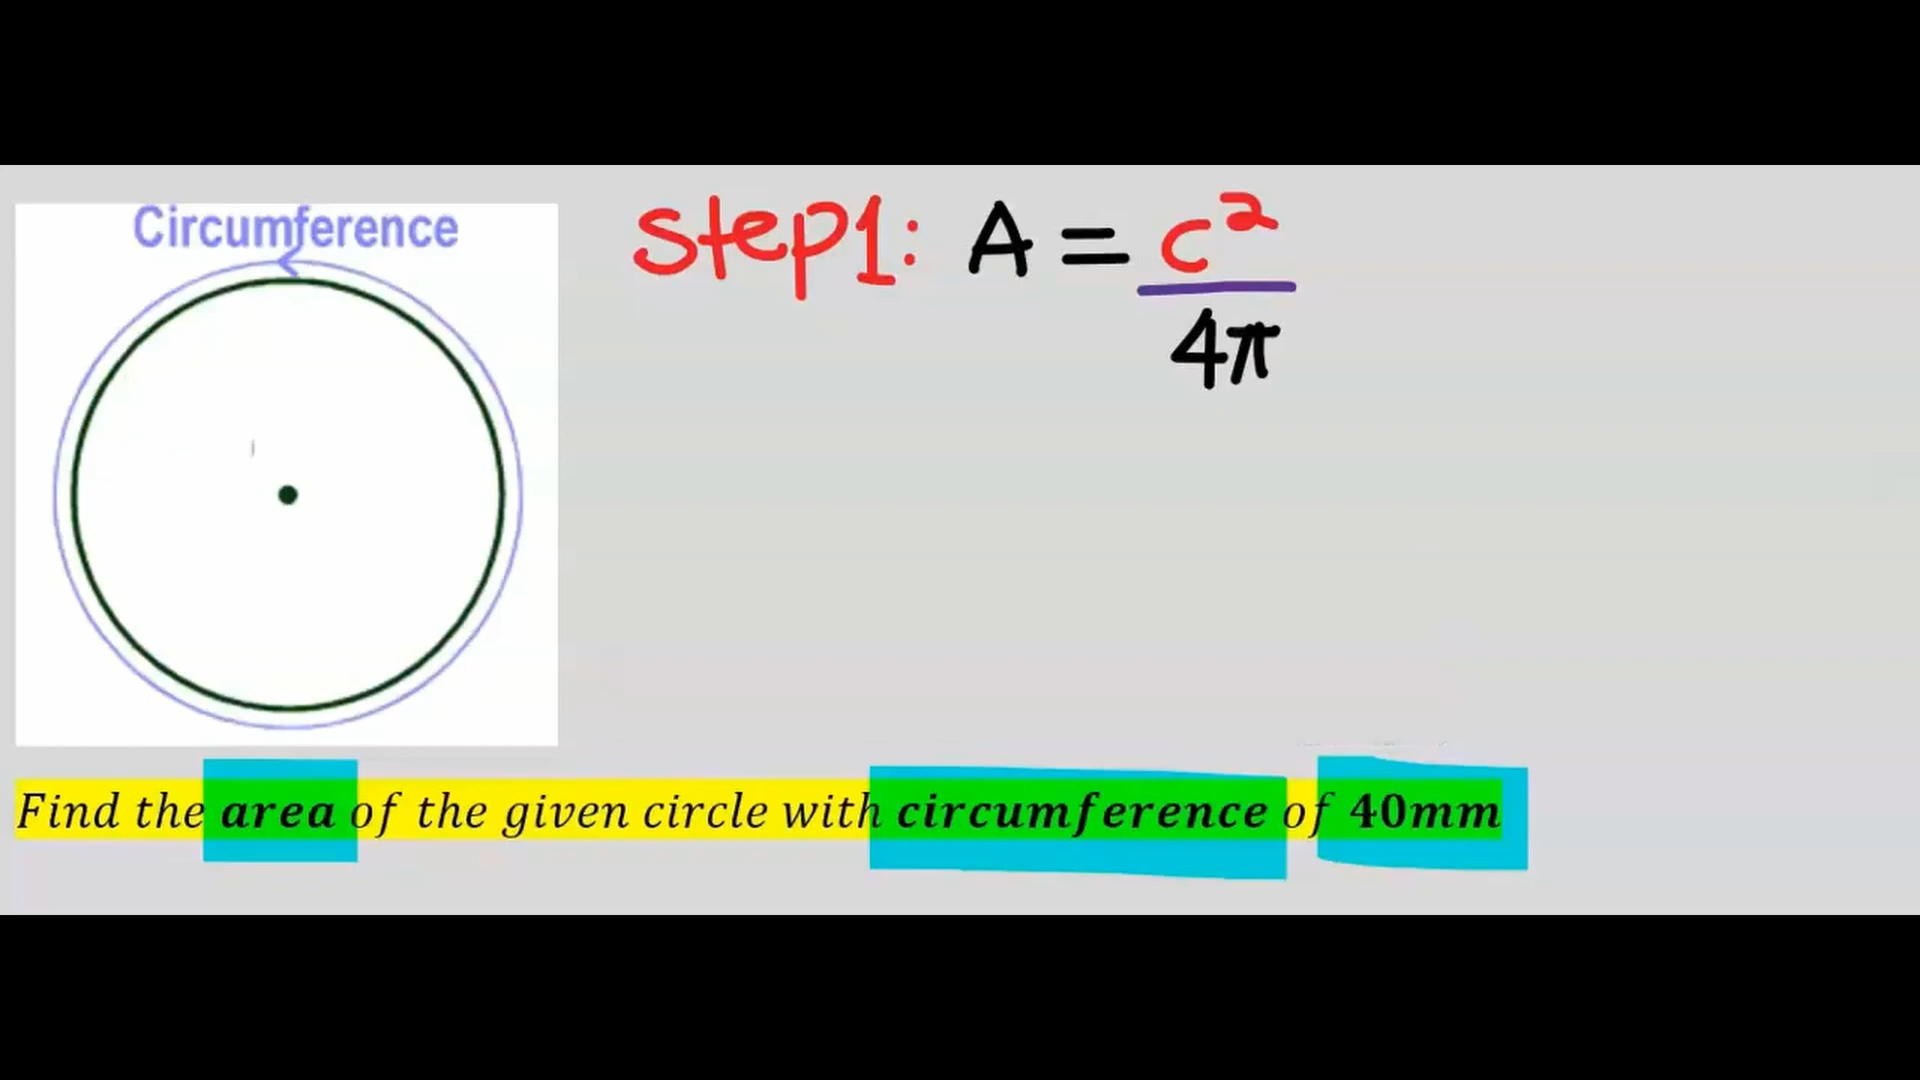 Circumference
Step1: A = c²
4π
Find the area of the given circle with circumference of 40mm